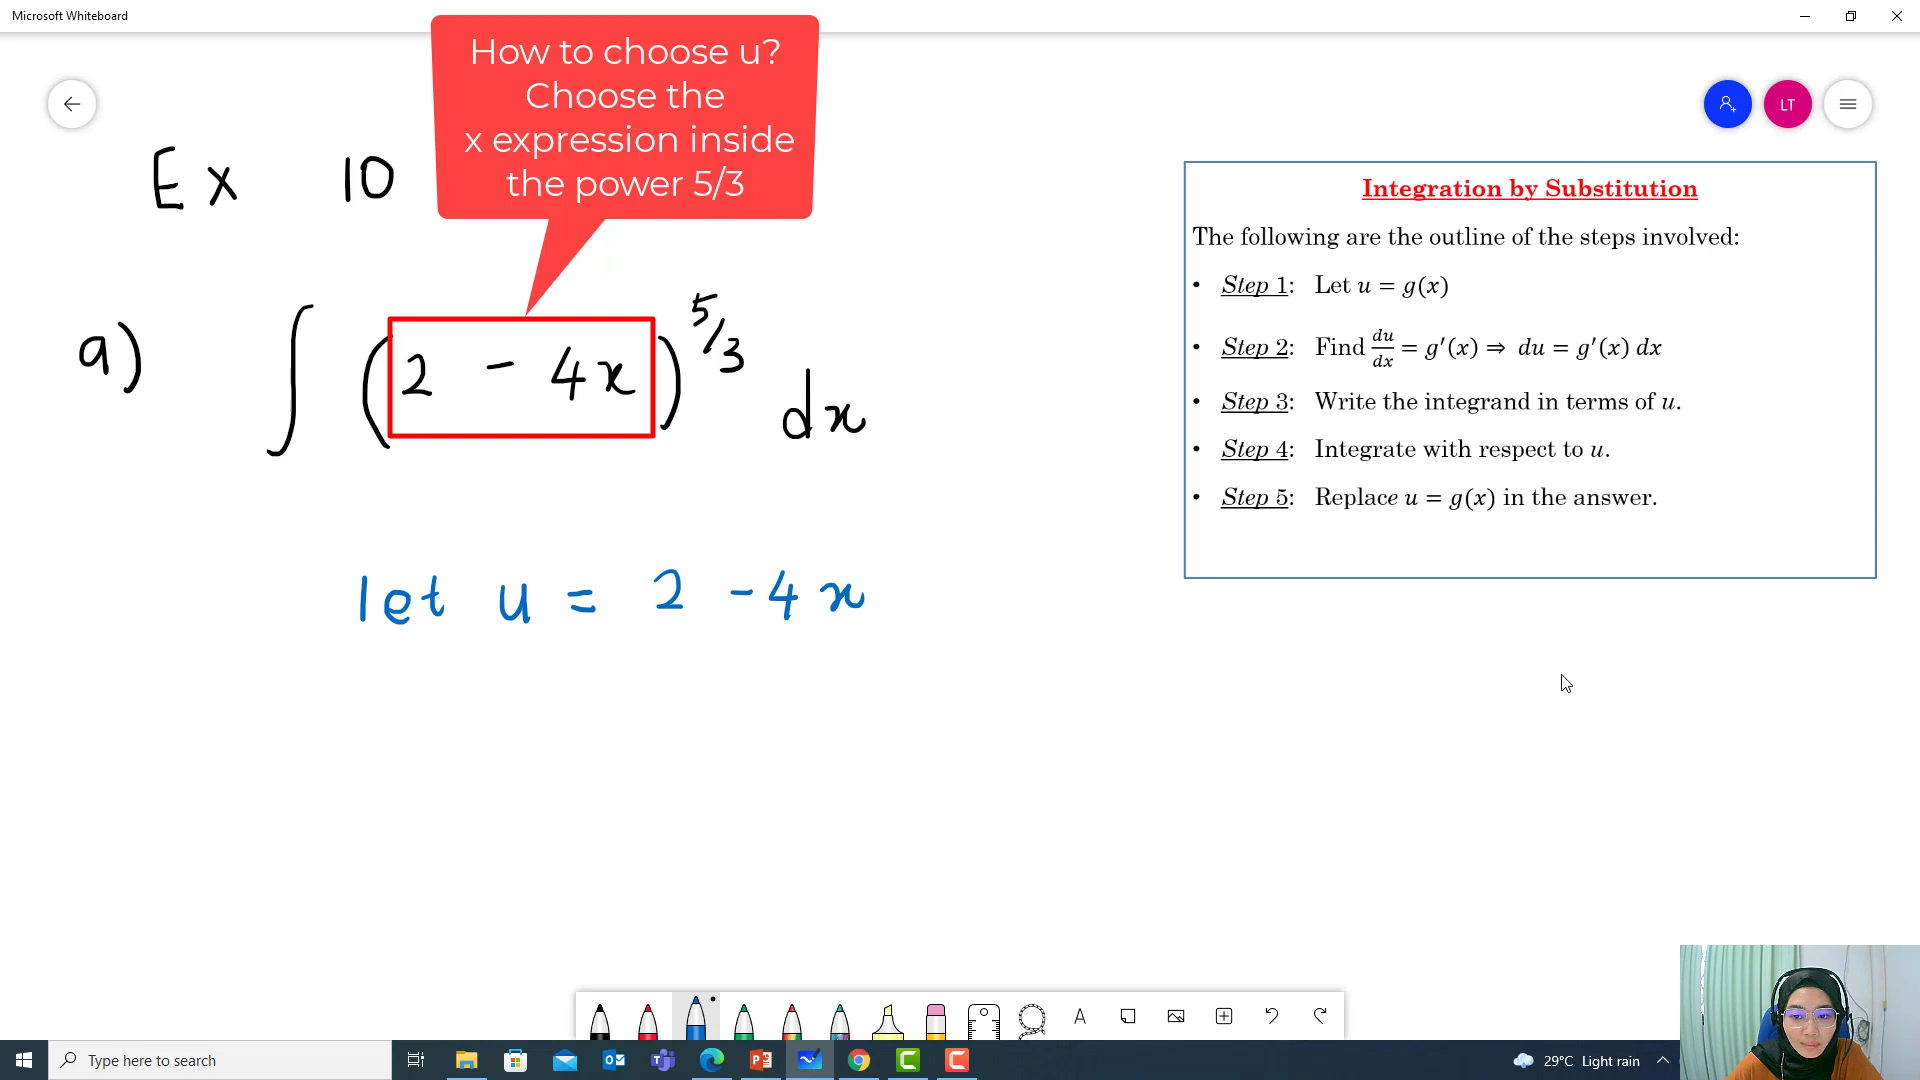 Microsoft Whiteboard
How to choose u?
Choose the
x expression inside
the power 5/3
LT
Ex 10
a) ∫ (2 - 4x)^5/3 dx
let u = 2 - 4x
Integration by Substitution
The following are the outline of the steps involved:
• Step 1: Let u = g(x)
• Step 2: Find du/dx = g′(x) ⇒ du = g′(x) dx
• Step 3: Write the integrand in terms of u.
• Step 4: Integrate with respect to u.
• Step 5: Replace u = g(x) in the answer.
Type here to search
29°C Light rain